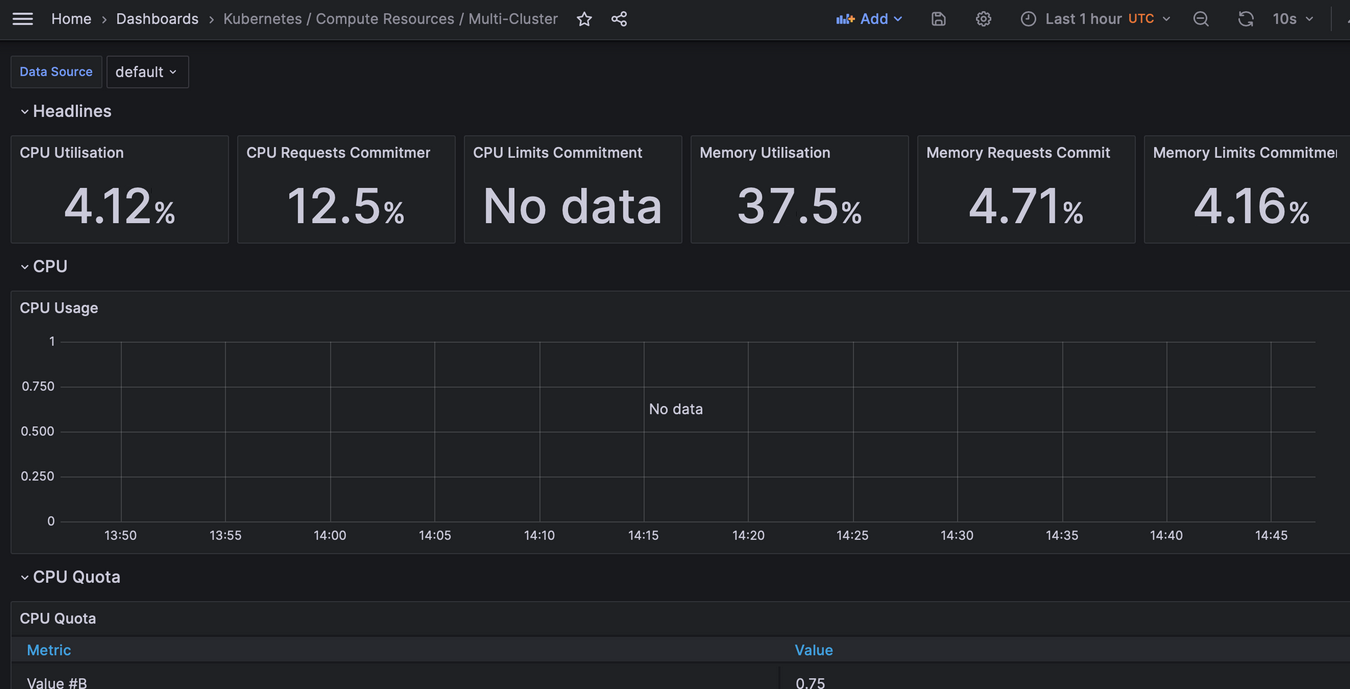 Home > Dashboards > Kubernetes / Compute Resources / Multi-Cluster Add Last 1 hour UTC 10s
Data Source default
Headlines
CPU Utilisation
4.12%
CPU Requests Commitmer
12.5%
CPU Limits Commitment
No data
Memory Utilisation
37.5%
Memory Requests Commit
4.71%
Memory Limits Commitmer
4.16%
CPU
CPU Usage
1
0.750
0.500
0.250
0
No data
13:50 13:55 14:00 14:05 14:10 14:15 14:20 14:25 14:30 14:35 14:40 14:45
CPU Quota
CPU Quota
Metric Value
Value #B 0.75